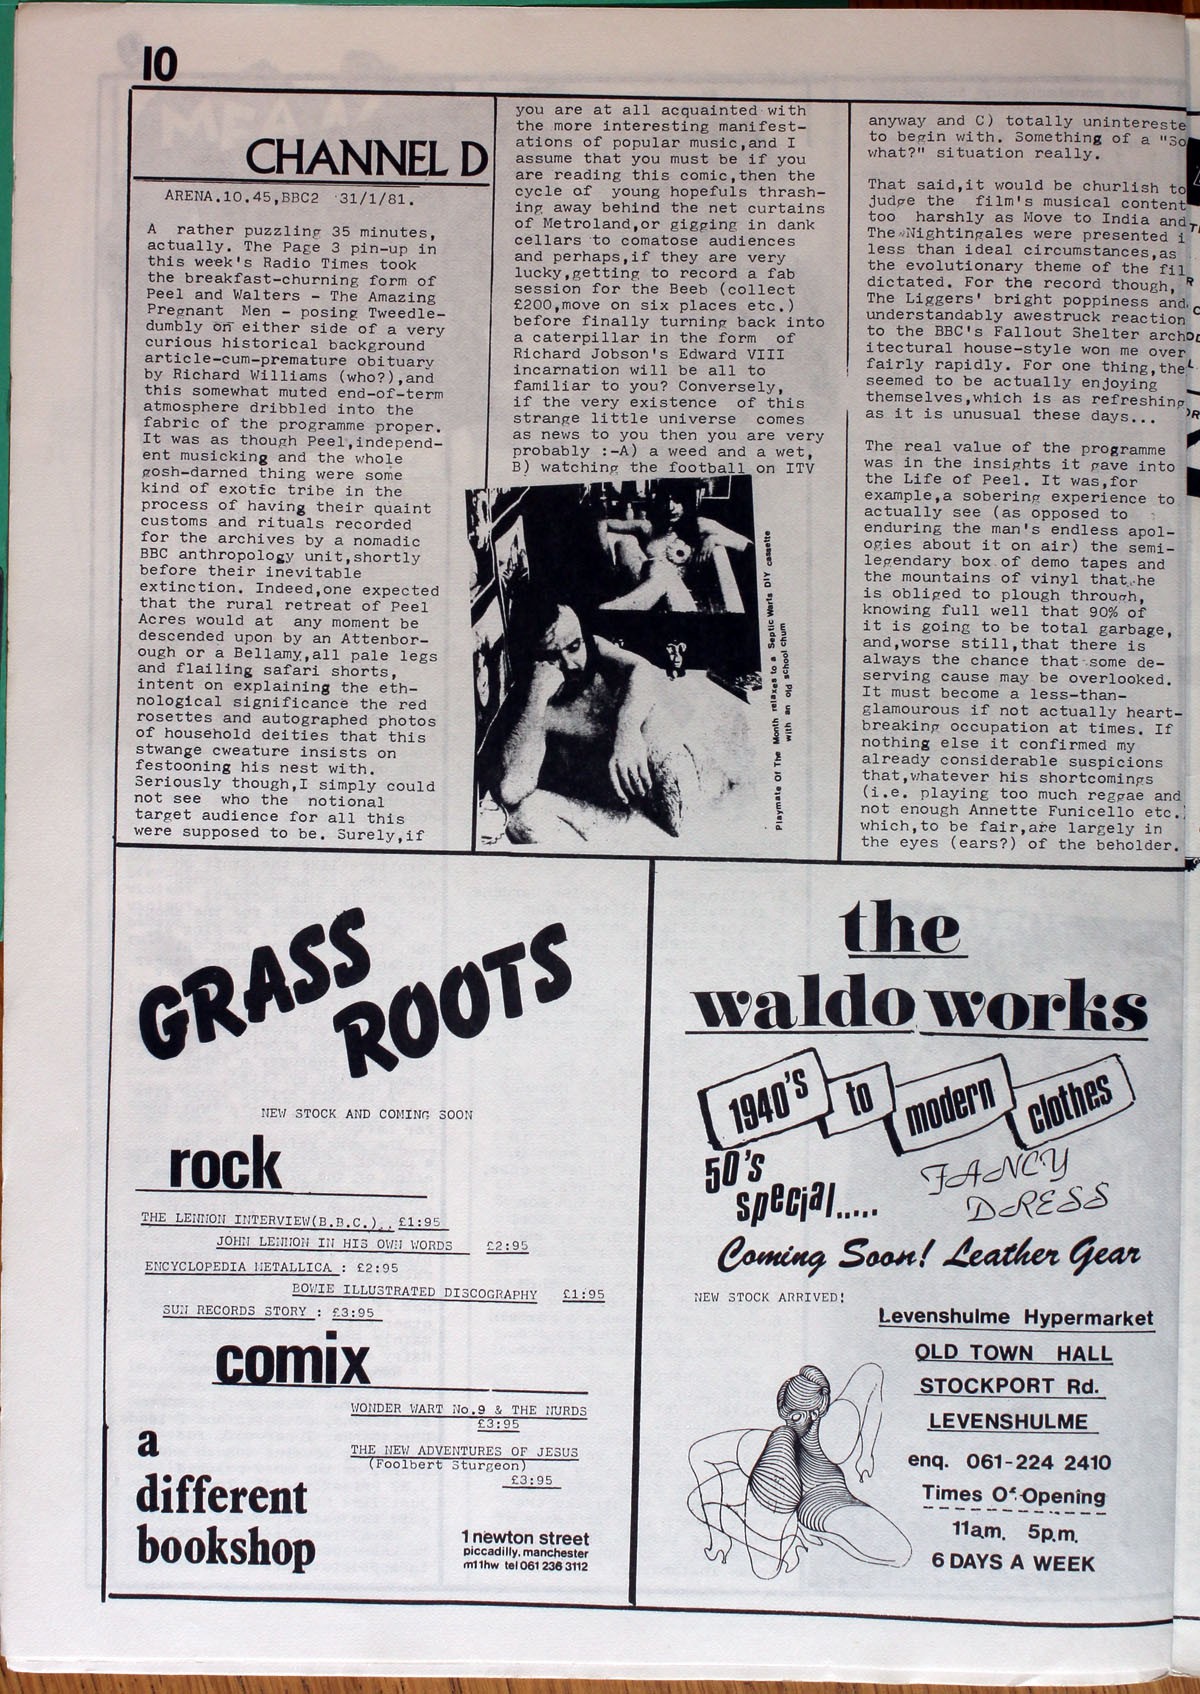 10
CHANNEL D
ARENA.10.45,BBC2 31/1/81.
A rather puzzling 35 minutes,
actually. The Page 3 pin-up in
this week's Radio Times took
the breakfast-churning form of
Peel and Walters - The Amazing
Pregnant Men - posing Tweedle-
dumbly on either side of a very
curious historical background
article-cum-premature obituary
by Richard Williams (who?),and
this somewhat muted end-of-term
atmosphere dribbled into the
fabric of the programme proper.
It was as though Peel,independ-
ent musicking and the whole
gosh-darned thing were some
kind of exotic tribe in the
process of having their quaint
customs and rituals recorded
for the archives by a nomadic
BBC anthropology unit,shortly
before their inevitable
extinction. Indeed,one expected
that the rural retreat of Peel
Acres would at any moment be
descended upon by an Attenbor-
ough or a Bellamy,all pale legs
and flailing safari shorts,
intent on explaining the eth-
nological significance the red
rosettes and autographed photos
of household deities that this
stwange cweature insists on
festooning his nest with.
Seriously though,I simply could
not see who the notional
target audience for all this
were supposed to be. Surely,if
you are at all acquainted with
the more interesting manifest-
ations of popular music,and I
assume that you must be if you
are reading this comic,then the
cycle of young hopefuls thrash-
ing away behind the net curtains
of Metroland,or gigging in dank
cellars to comatose audiences
and perhaps,if they are very
lucky,getting to record a fab
session for the Beeb (collect
£200,move on six places etc.)
before finally turning back into
a caterpillar in the form of
Richard Jobson's Edward VIII
incarnation will be all to
familiar to you? Conversely,
if the very existence of this
strange little universe comes
as news to you then you are very
probably :-A) a weed and a wet,
B) watching the football on ITV
Playmate Of The Month relaxes to a Septic Warts DIY cassette
with an old school chum
anyway and C) totally unintereste
to begin with. Something of a "So
what?" situation really.
That said,it would be churlish to
judge the film's musical content
too harshly as Move to India and
The Nightingales were presented i
less than ideal circumstances,as
the evolutionary theme of the fil
dictated. For the record though,
The Liggers' bright poppiness and
understandably awestruck reaction
to the BBC's Fallout Shelter arch
itectural house-style won me over
fairly rapidly. For one thing,the
seemed to be actually enjoying
themselves,which is as refreshing
as it is unusual these days...
The real value of the programme
was in the insights it gave into
the Life of Peel. It was,for
example,a sobering experience to
actually see (as opposed to
enduring the man's endless apol-
ogies about it on air) the semi-
legendary box of demo tapes and
the mountains of vinyl that he
is obliged to plough through,
knowing full well that 90% of
it is going to be total garbage,
and,worse still,that there is
always the chance that some de-
serving cause may be overlooked.
It must become a less-than-
glamourous if not actually heart-
breaking occupation at times. If
nothing else it confirmed my
already considerable suspicions
that,whatever his shortcomings
(i.e. playing too much reggae and
not enough Annette Funicello etc.
which,to be fair,are largely in
the eyes (ears?) of the beholder.
GRASS
ROOTS
NEW STOCK AND COMING SOON
rock
THE LENNON INTERVIEW(B.B.C.).. £1:95
JOHN LENNON IN HIS OWN WORDS £2:95
ENCYCLOPEDIA METALLICA : £2:95
BOWIE ILLUSTRATED DISCOGRAPHY £1:95
SUN RECORDS STORY : £3:95
comix
WONDER WART No.9 & THE NURDS
£3:95
THE NEW ADVENTURES OF JESUS
(Foolbert Sturgeon)
£3:95
a
different
bookshop
1 newton street
piccadilly, manchester
m1 1hw tel 061 236 3112
the
waldo works
1940's to modern clothes
50's
special.....
FANCY
DRESS
Coming Soon! Leather Gear
NEW STOCK ARRIVED!
Levenshulme Hypermarket
OLD TOWN HALL
STOCKPORT Rd.
LEVENSHULME
enq. 061-224 2410
Times Of Opening
11a.m. 5p.m.
6 DAYS A WEEK